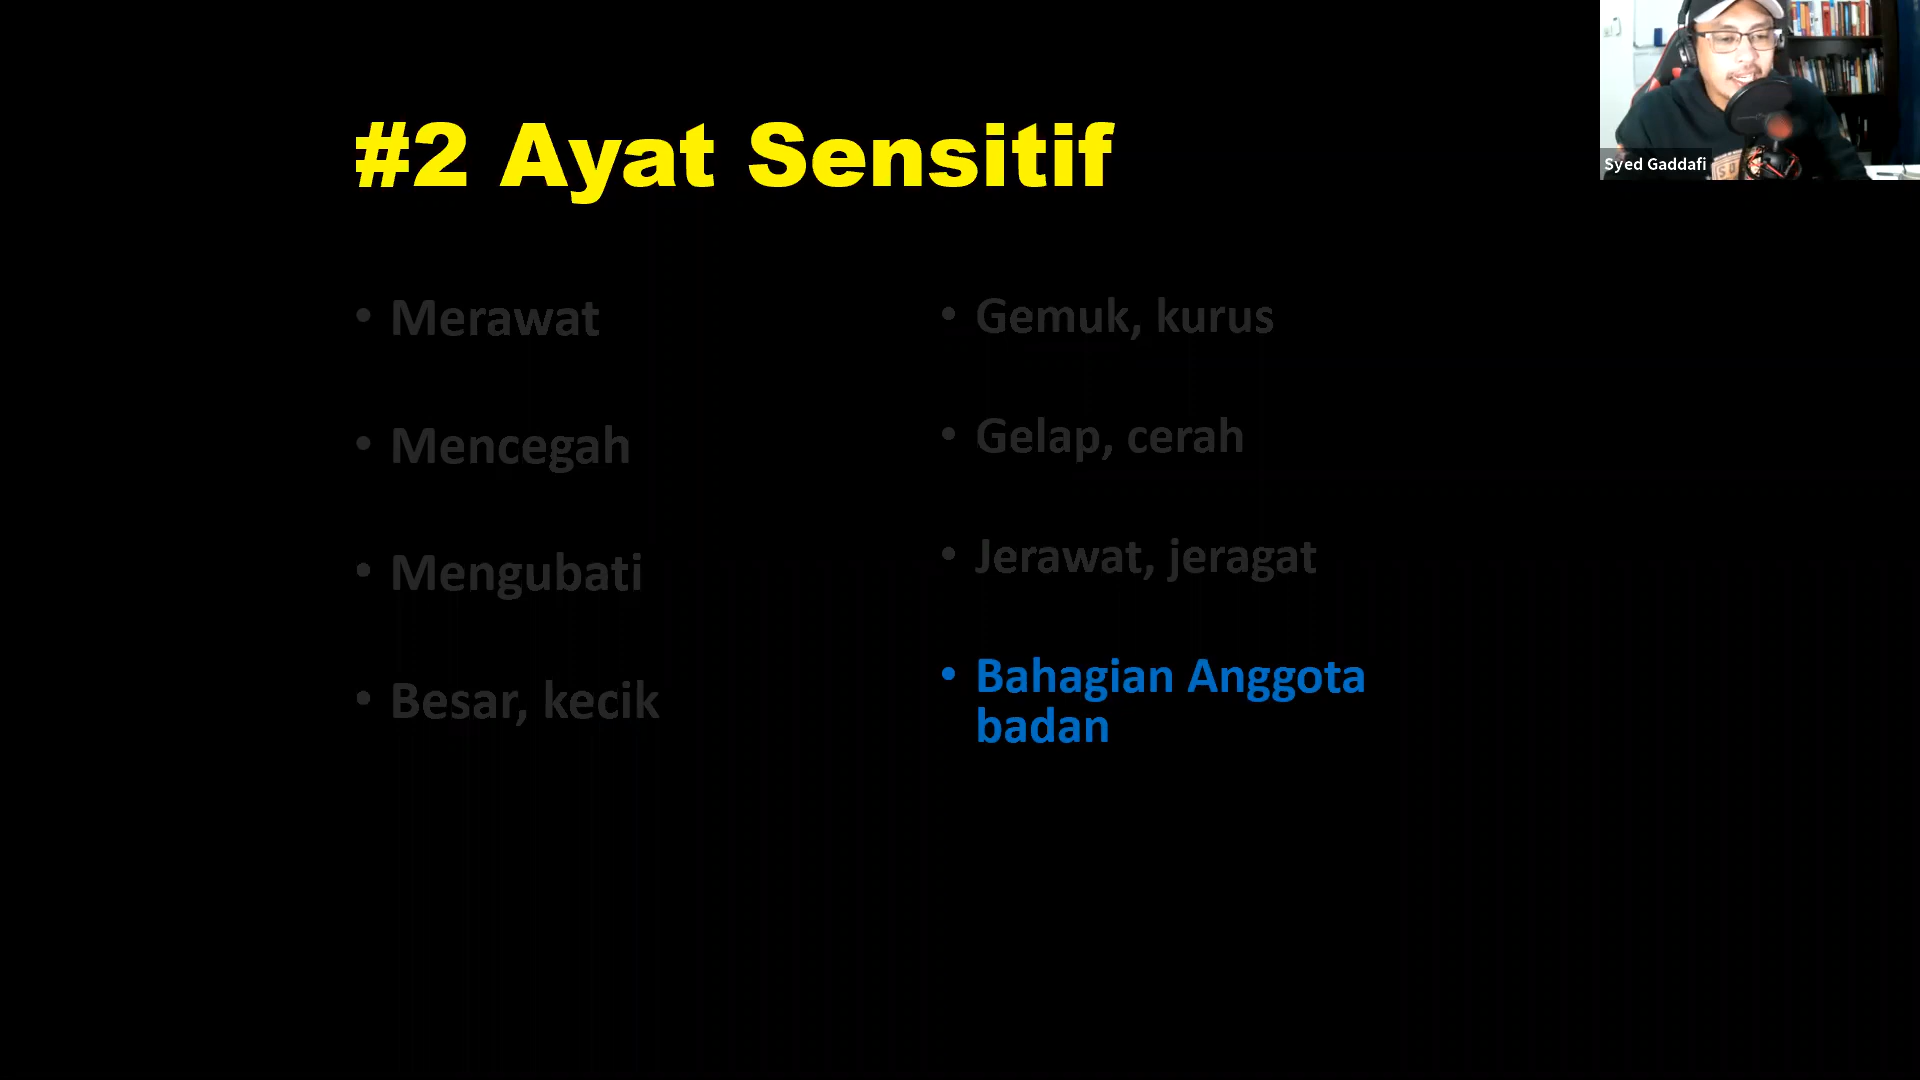 #2 Ayat Sensitif
• Merawat
• Mencegah
• Mengubati
• Besar, kecik
• Gemuk, kurus
• Gelap, cerah
• Jerawat, jeragat
• Bahagian Anggota
badan
Syed Gaddafi